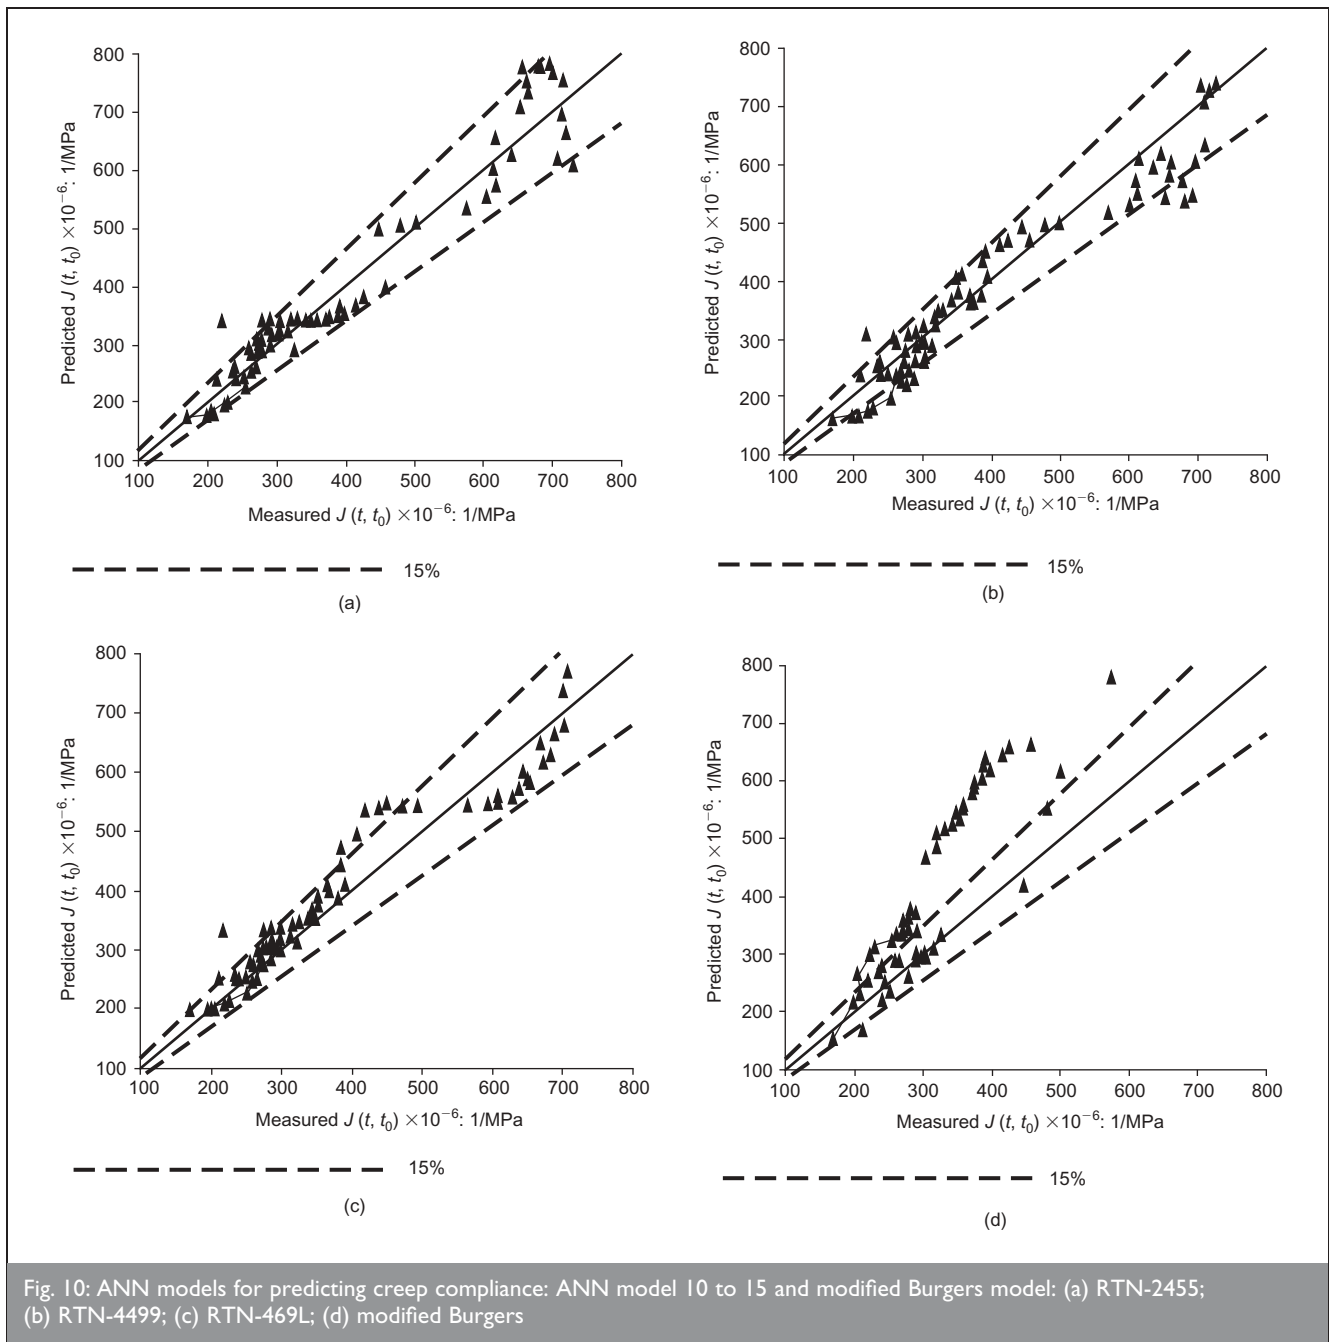 800
700
600
500
400
300
200
100
Predicted J (t, t₀) ×10⁻⁶: 1/MPa
100 200 300 400 500 600 700 800
Measured J (t, t₀) ×10⁻⁶: 1/MPa
15%
(a)
800
700
600
500
400
300
200
100
Predicted J (t, t₀) ×10⁻⁶: 1/MPa
100 200 300 400 500 600 700 800
Measured J (t, t₀) ×10⁻⁶: 1/MPa
15%
(b)
800
700
600
500
400
300
200
100
Predicted J (t, t₀) ×10⁻⁶: 1/MPa
100 200 300 400 500 600 700 800
Measured J (t, t₀) ×10⁻⁶: 1/MPa
15%
(c)
800
700
600
500
400
300
200
100
Predicted J (t, t₀) ×10⁻⁶: 1/MPa
100 200 300 400 500 600 700 800
Measured J (t, t₀) ×10⁻⁶: 1/MPa
15%
(d)
Fig. 10: ANN models for predicting creep compliance: ANN model 10 to 15 and modified Burgers model: (a) RTN-2455;
(b) RTN-4499; (c) RTN-469L; (d) modified Burgers